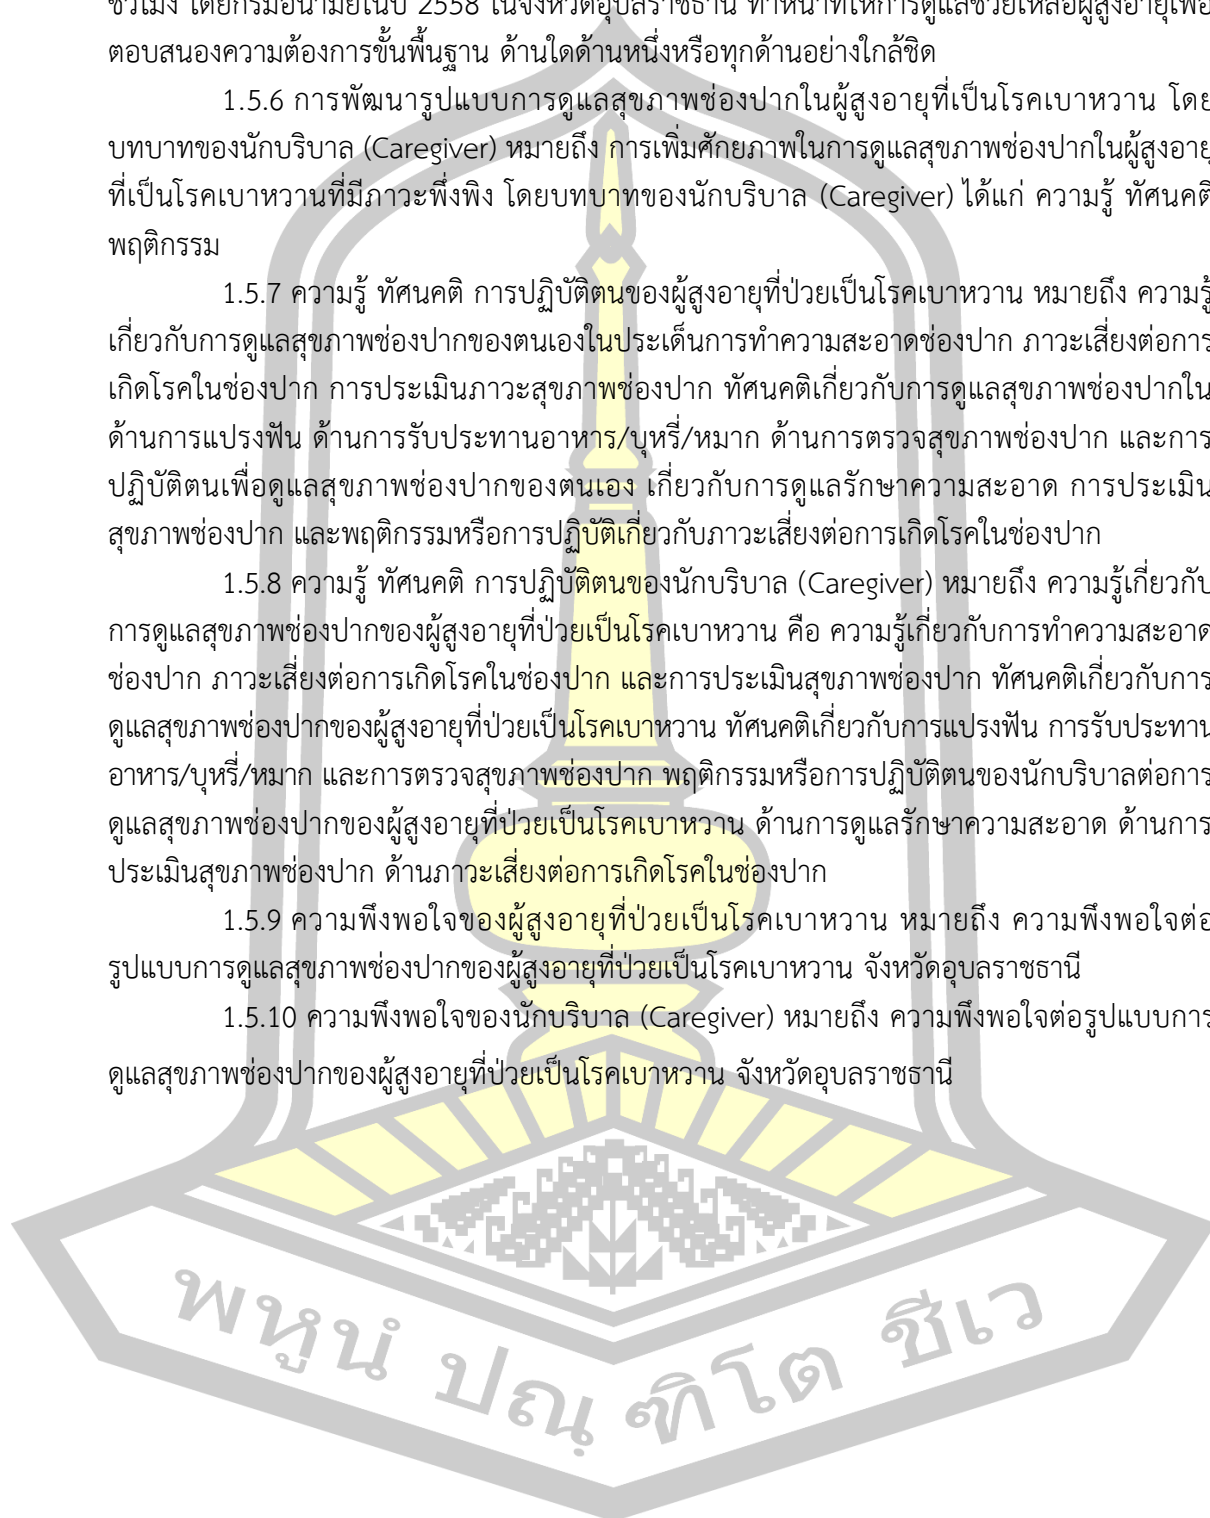 ชั่วโมง โดยกรมอนามัยในปี 2558 ในจังหวัดอุบลราชธานี ทำหน้าที่ให้การดูแลช่วยเหลือผู้สูงอายุเพื่อ
ตอบสนองความต้องการขั้นพื้นฐาน ด้านใดด้านหนึ่งหรือทุกด้านอย่างใกล้ชิด
1.5.6 การพัฒนารูปแบบการดูแลสุขภาพช่องปากในผู้สูงอายุที่เป็นโรคเบาหวาน โดย
บทบาทของนักบริบาล (Caregiver) หมายถึง การเพิ่มศักยภาพในการดูแลสุขภาพช่องปากในผู้สูงอายุ
ที่เป็นโรคเบาหวานที่มีภาวะพึ่งพิง โดยบทบาทของนักบริบาล (Caregiver) ได้แก่ ความรู้ ทัศนคติ
พฤติกรรม
1.5.7 ความรู้ ทัศนคติ การปฏิบัติตนของผู้สูงอายุที่ป่วยเป็นโรคเบาหวาน หมายถึง ความรู้
เกี่ยวกับการดูแลสุขภาพช่องปากของตนเองในประเด็นการทำความสะอาดช่องปาก ภาวะเสี่ยงต่อการ
เกิดโรคในช่องปาก การประเมินภาวะสุขภาพช่องปาก ทัศนคติเกี่ยวกับการดูแลสุขภาพช่องปากใน
ด้านการแปรงฟัน ด้านการรับประทานอาหาร/บุหรี่/หมาก ด้านการตรวจสุขภาพช่องปาก และการ
ปฏิบัติตนเพื่อดูแลสุขภาพช่องปากของตนเอง เกี่ยวกับการดูแลรักษาความสะอาด การประเมิน
สุขภาพช่องปาก และพฤติกรรมหรือการปฏิบัติเกี่ยวกับภาวะเสี่ยงต่อการเกิดโรคในช่องปาก
1.5.8 ความรู้ ทัศนคติ การปฏิบัติตนของนักบริบาล (Caregiver) หมายถึง ความรู้เกี่ยวกับ
การดูแลสุขภาพช่องปากของผู้สูงอายุที่ป่วยเป็นโรคเบาหวาน คือ ความรู้เกี่ยวกับการทำความสะอาด
ช่องปาก ภาวะเสี่ยงต่อการเกิดโรคในช่องปาก และการประเมินสุขภาพช่องปาก ทัศนคติเกี่ยวกับการ
ดูแลสุขภาพช่องปากของผู้สูงอายุที่ป่วยเป็นโรคเบาหวาน ทัศนคติเกี่ยวกับการแปรงฟัน การรับประทาน
อาหาร/บุหรี่/หมาก และการตรวจสุขภาพช่องปาก พฤติกรรมหรือการปฏิบัติตนของนักบริบาลต่อการ
ดูแลสุขภาพช่องปากของผู้สูงอายุที่ป่วยเป็นโรคเบาหวาน ด้านการดูแลรักษาความสะอาด ด้านการ
ประเมินสุขภาพช่องปาก ด้านภาวะเสี่ยงต่อการเกิดโรคในช่องปาก
1.5.9 ความพึงพอใจของผู้สูงอายุที่ป่วยเป็นโรคเบาหวาน หมายถึง ความพึงพอใจต่อ
รูปแบบการดูแลสุขภาพช่องปากของผู้สูงอายุที่ป่วยเป็นโรคเบาหวาน จังหวัดอุบลราชธานี
1.5.10 ความพึงพอใจของนักบริบาล (Caregiver) หมายถึง ความพึงพอใจต่อรูปแบบการ
ดูแลสุขภาพช่องปากของผู้สูงอายุที่ป่วยเป็นโรคเบาหวาน จังหวัดอุบลราชธานี
พหูนํ ปณฺฑิโต ชีเว